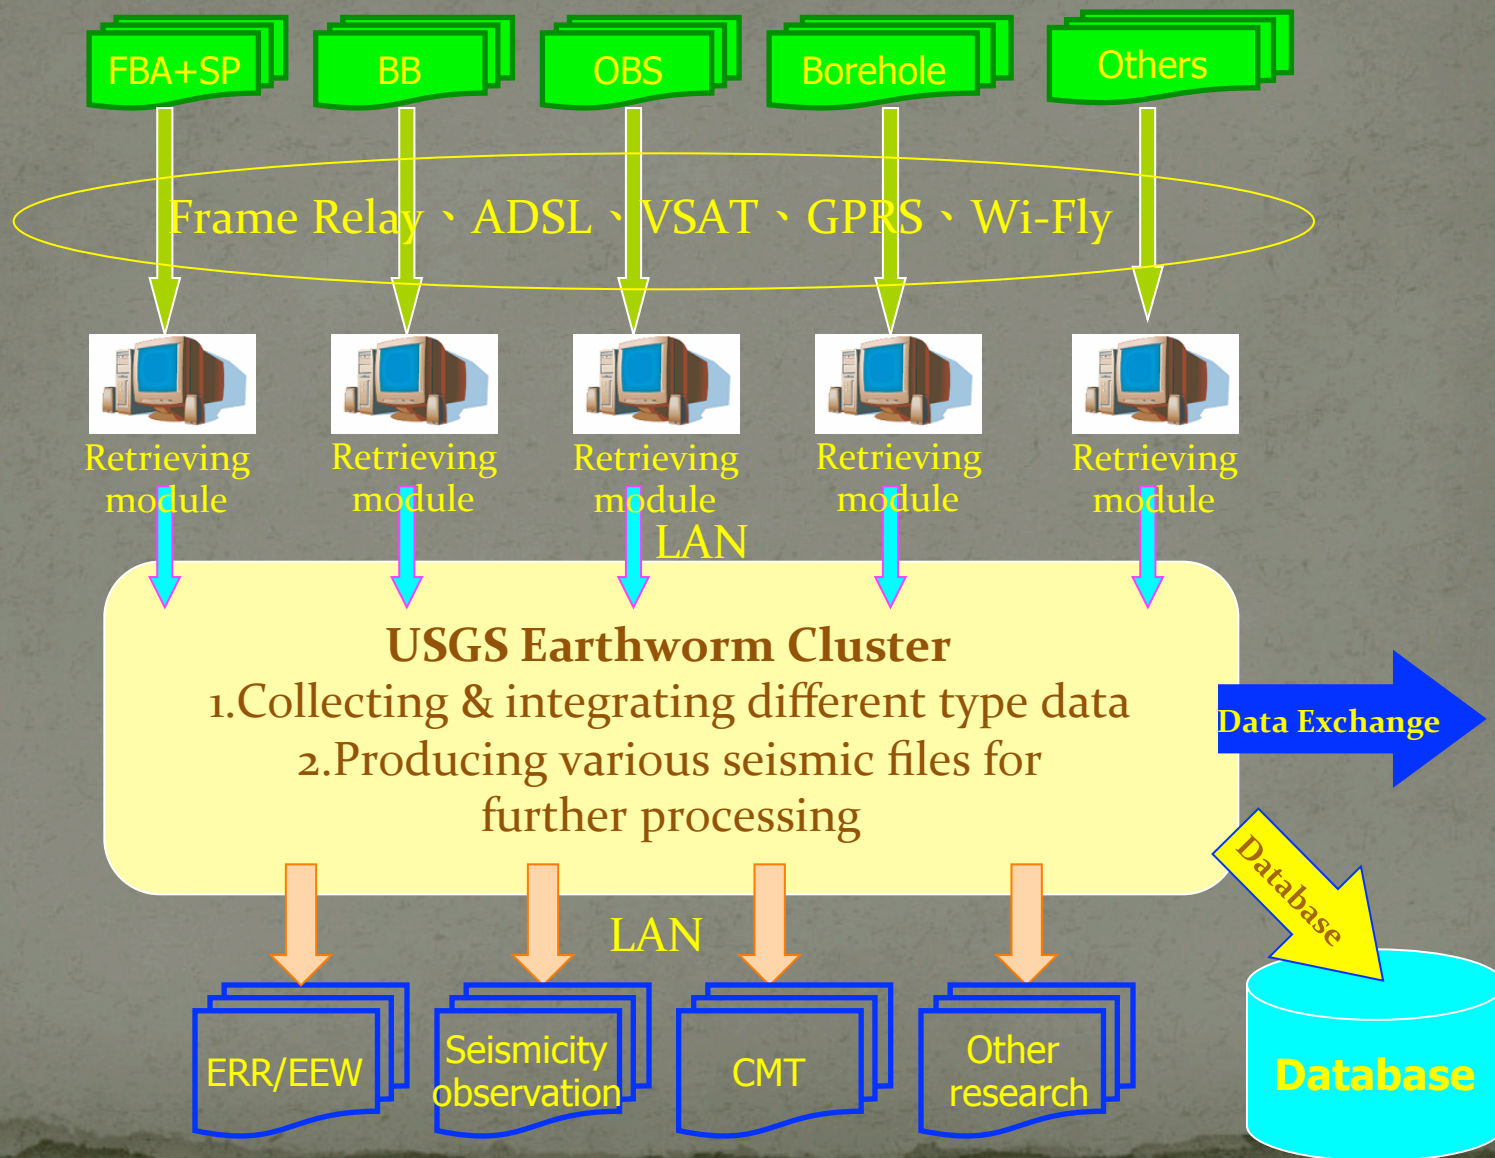 FBA+SP
BB
OBS
Borehole
Others
Frame Relay、ADSL、VSAT、GPRS、Wi-Fly
Retrieving
module
Retrieving
module
Retrieving
module
Retrieving
module
Retrieving
module
LAN
USGS Earthworm Cluster
1.Collecting & integrating different type data
2.Producing various seismic files for
further processing
Data Exchange
Database
LAN
ERR/EEW
Seismicity
observation
CMT
Other
research
Database